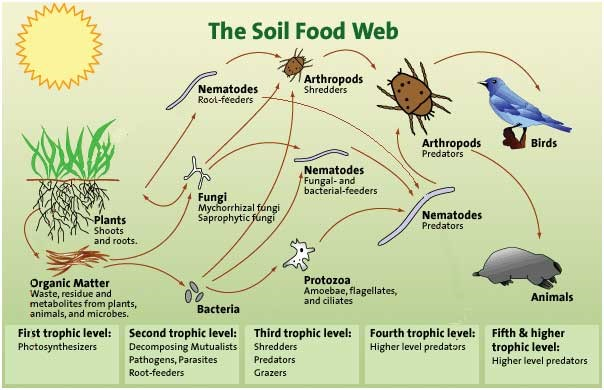 The Soil Food Web
Nematodes
Root-feeders
Arthropods
Shredders
Arthropods
Predators
Birds
Plants
Shoots
and roots.
Fungi
Mychorrhizal fungi
Saprophytic fungi
Nematodes
Fungal- and
bacterial-feeders
Nematodes
Predators
Organic Matter
Waste, residue and
metabolites from plants,
animals, and microbes.
Bacteria
Protozoa
Amoebae, flagellates,
and ciliates
Animals
First trophic level:
Photosynthesizers
Second trophic level:
Decomposing Mutualists
Pathogens, Parasites
Root-feeders
Third trophic level:
Shredders
Predators
Grazers
Fourth trophic level:
Higher level predators
Fifth & higher
trophic level:
Higher level predators